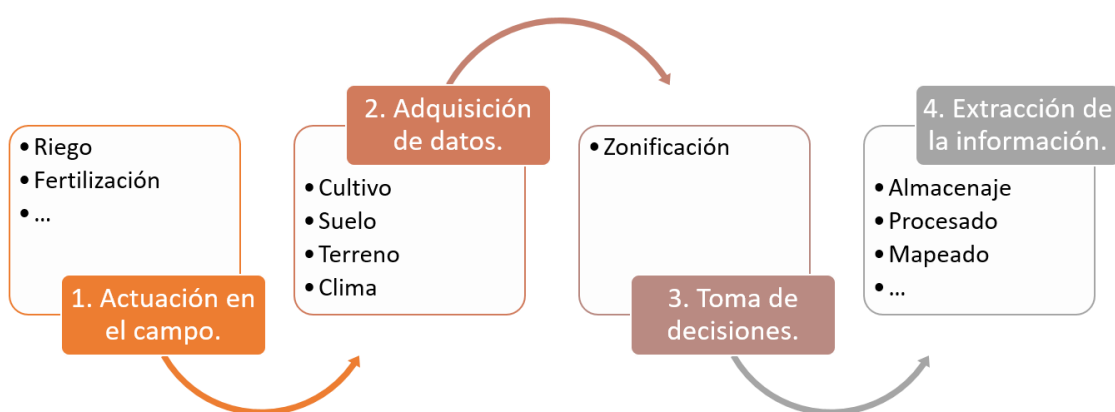 • Riego
• Fertilización
• ...
1. Actuación en
el campo.
2. Adquisición
de datos.
• Cultivo
• Suelo
• Terreno
• Clima
• Zonificación
3. Toma de
decisiones.
4. Extracción de
la información.
• Almacenaje
• Procesado
• Mapeado
• ...